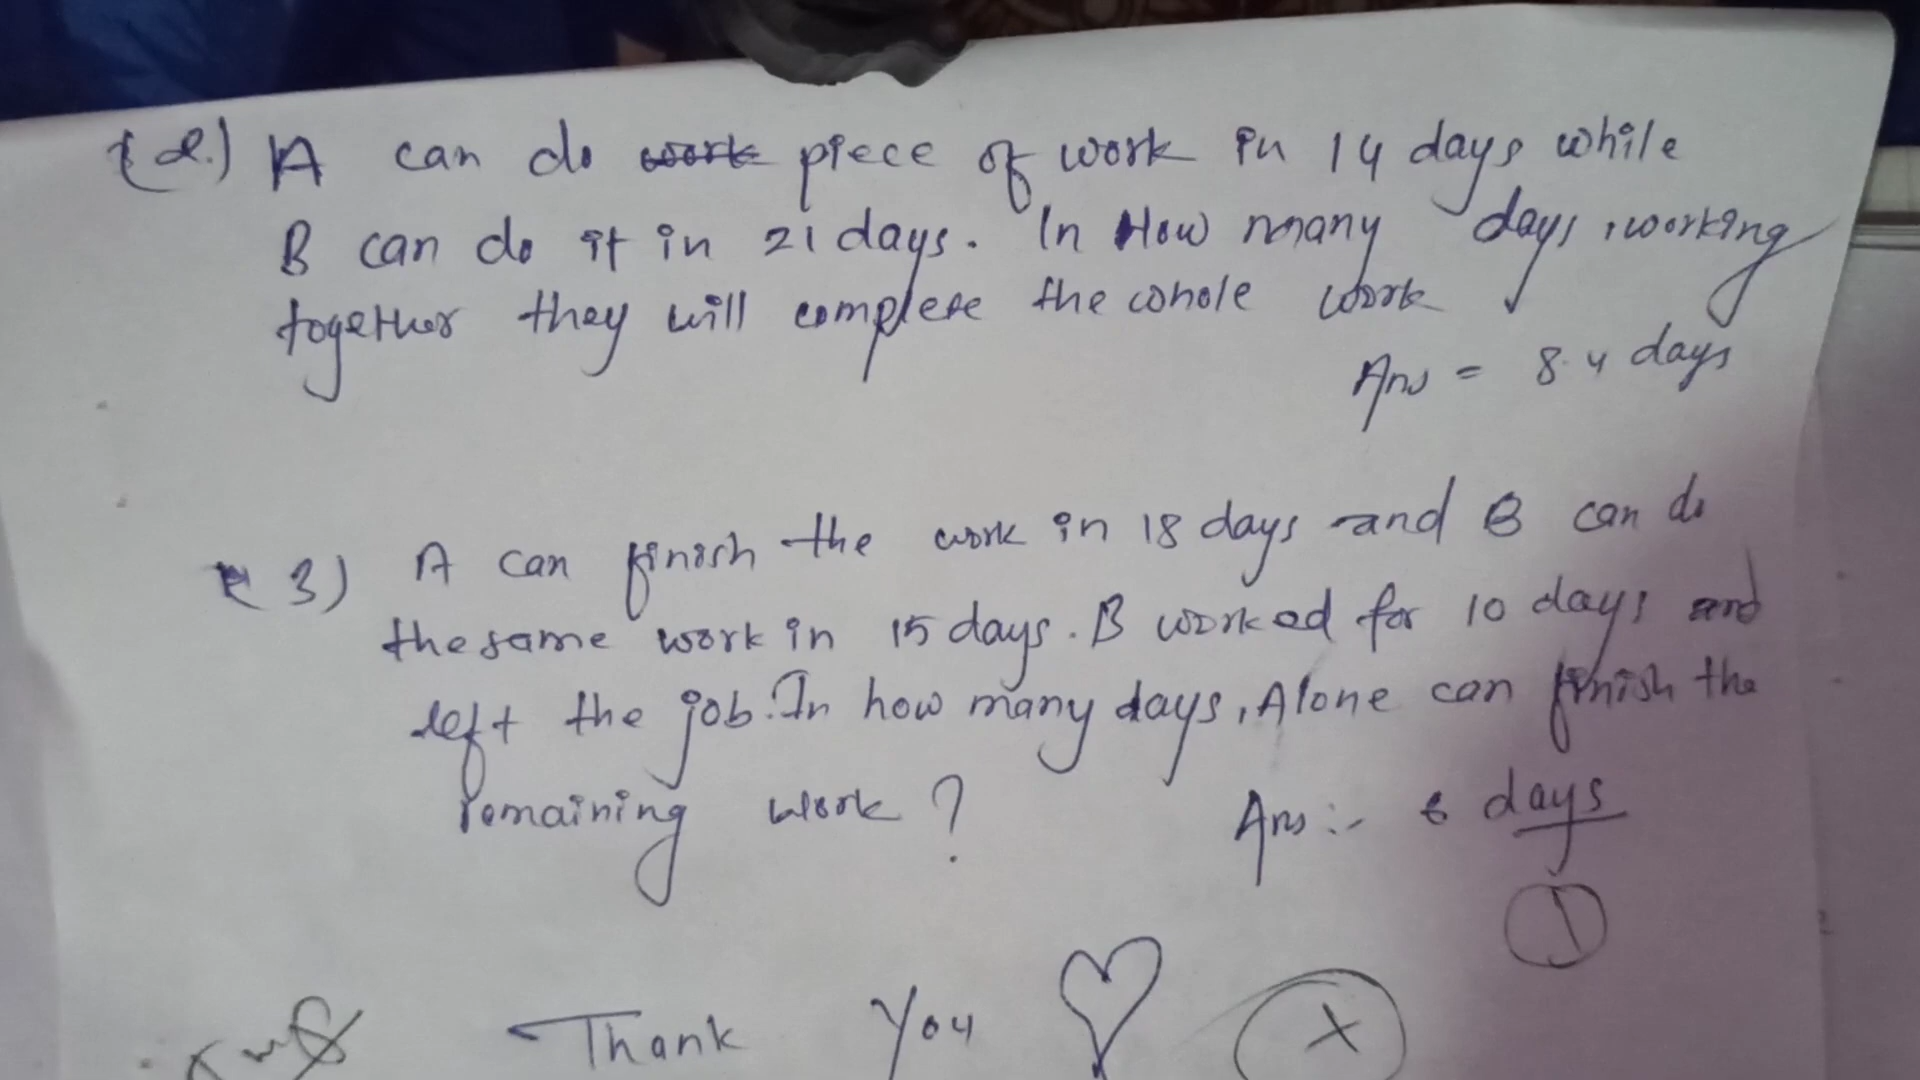 (2.) A can do work piece of work in 14 days while
B can do it in 21 days. In How many days, working
together they will complete the whole work
Ans = 8.4 days
3) A can finish the work in 18 days and B can do
the same work in 15 days. B worked for 10 days and
left the job. In how many days, Alone can finish the
remaining work?
Ans :- 6 days
Thank You